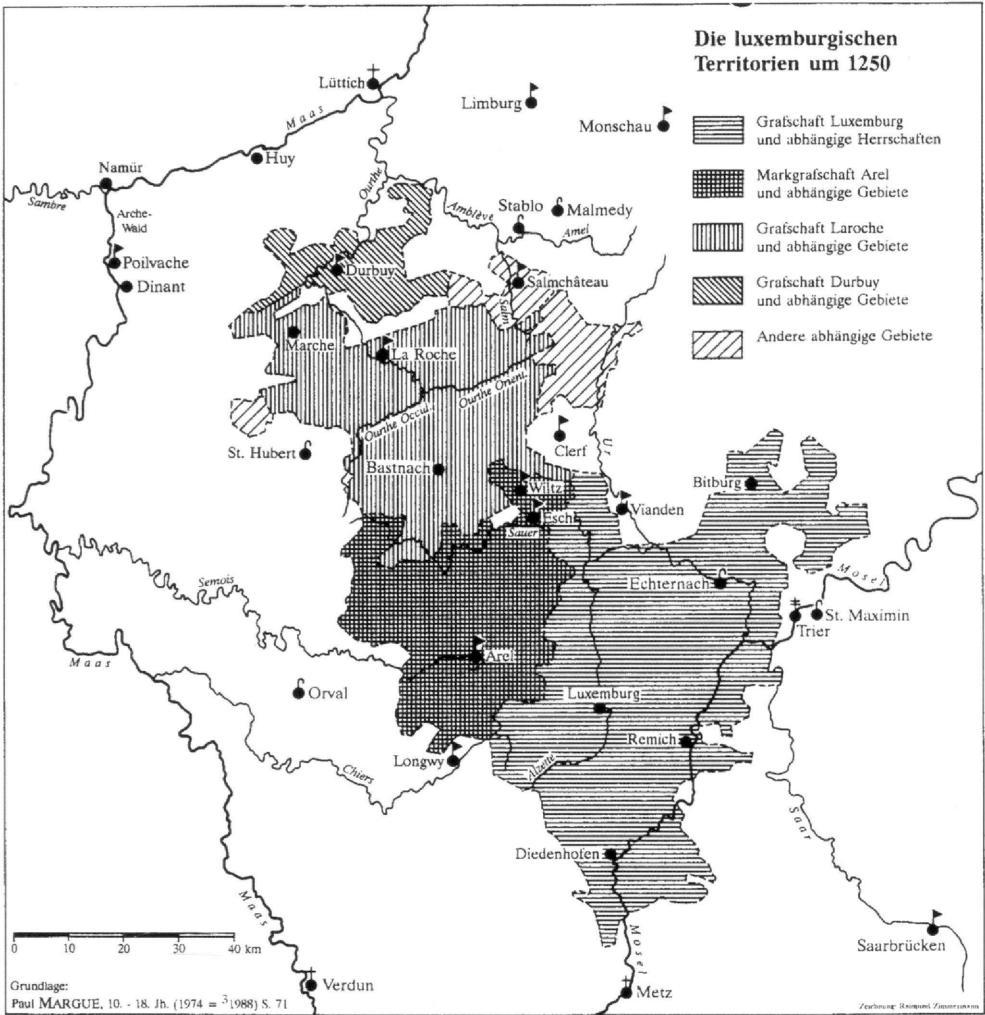 Die luxemburgischen
Territorien um 1250
Grafschaft Luxemburg
und abhängige Herrschaften
Markgrafschaft Arel
und abhängige Gebiete
Grafschaft Laroche
und abhängige Gebiete
Grafschaft Durbuy
und abhängige Gebiete
Andere abhängige Gebiete
Lüttich
Limburg
Monschau
Maas
Huy
Namür
Sambre
Ourthe
Arche-
Wald
Amblève
Stablo
Malmedy
Amel
Poilvache
Dinant
Durbuy
Salmchâteau
Salm
Marche
La Roche
Ourthe Orient.
Ourthe Occid.
Clerf
Ur
St. Hubert
Bastnach
Wiltz
Esch
Sauer
Vianden
Bitburg
Echternach
Mosel
St. Maximin
Trier
Semois
Maas
Arel
Orval
Luxemburg
Remich
Longwy
Alzette
Chiers
Saar
Diedenhofen
Maas
Mosel
Saarbrücken
0 10 20 40 km
Verdun
Metz
Grundlage:
Paul MARGUE, 10. - 18. Jh. (1974 = ³1988) S. 71
Zeichnung: Raimund Zimmermann